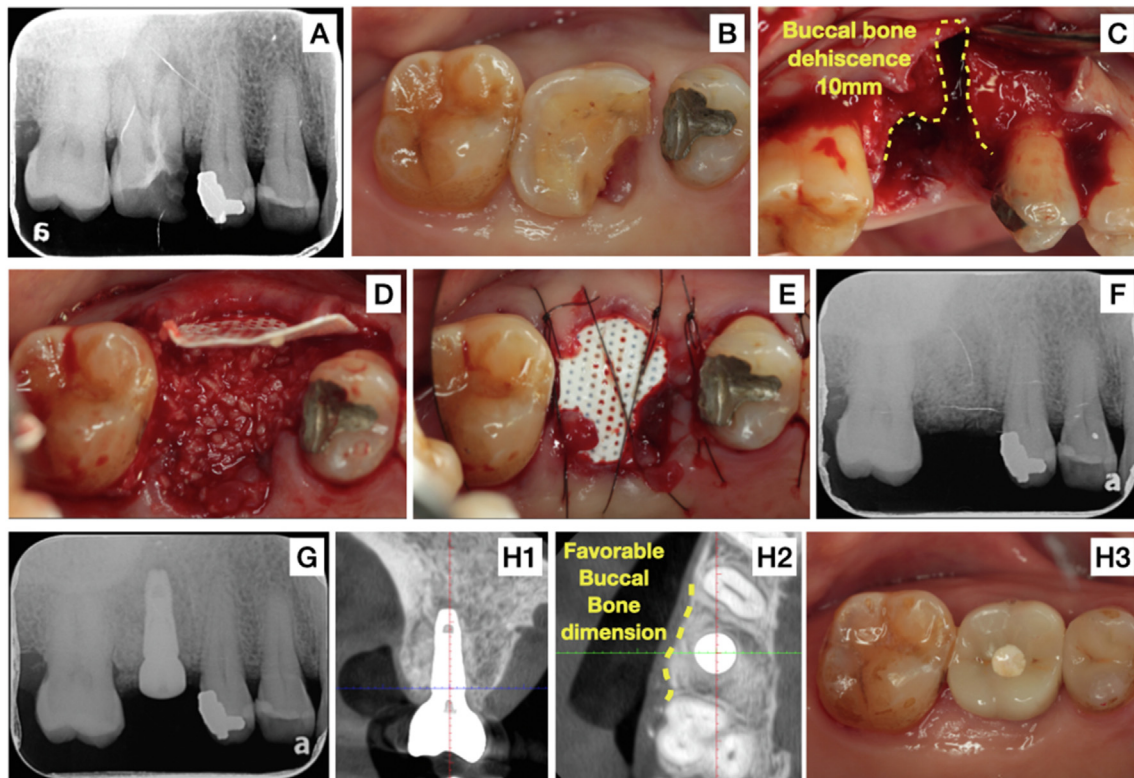 A
a
B
Buccal bone
dehiscence
10mm
C
D
E
F
a
G
a
H1
Favorable
Buccal
Bone
dimension
H2
H3